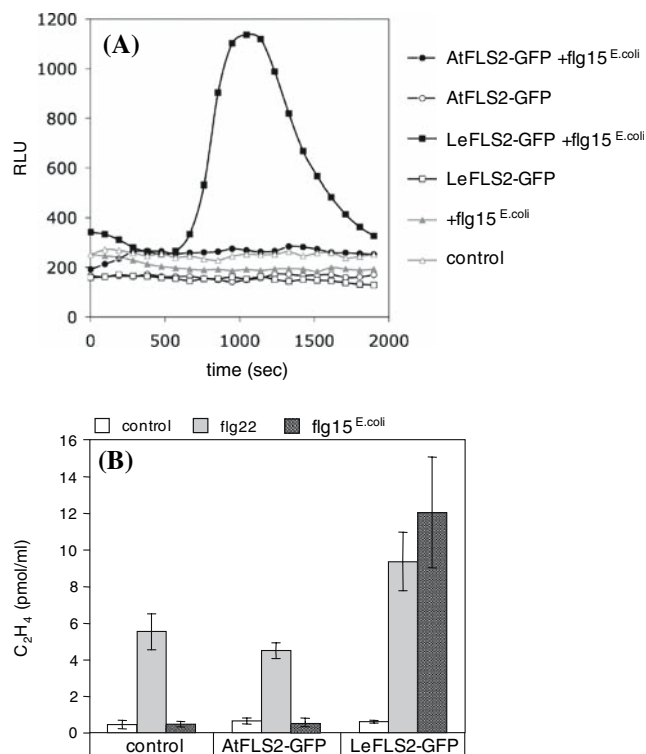 1200
1000
800
600
400
200
0
RLU
(A)
0 500 1000 1500 2000
time (sec)
AtFLS2-GFP +flg15 E.coli
AtFLS2-GFP
LeFLS2-GFP +flg15 E.coli
LeFLS2-GFP
+flg15 E.coli
control
control flg22 flg15 E.coli
16
14
12
10
8
6
4
2
0
C2H4 (pmol/ml)
(B)
control AtFLS2-GFP LeFLS2-GFP